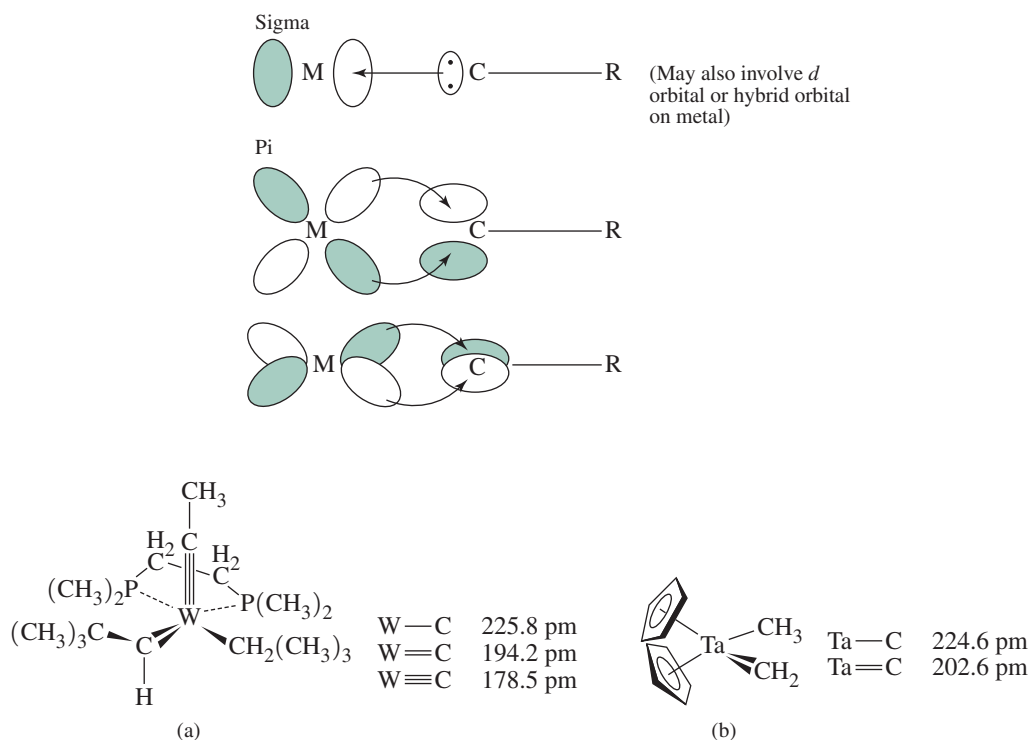 Sigma
M C R
(May also involve d
orbital or hybrid orbital
on metal)
Pi
M C R
M C R
CH3
C
H2
C
H2
C
(CH3)2P
P(CH3)2
W
(CH3)3C
C
CH2(CH3)3
H
W—C 225.8 pm
W=C 194.2 pm
W≡C 178.5 pm
(a)
Ta
CH3
CH2
Ta—C 224.6 pm
Ta=C 202.6 pm
(b)